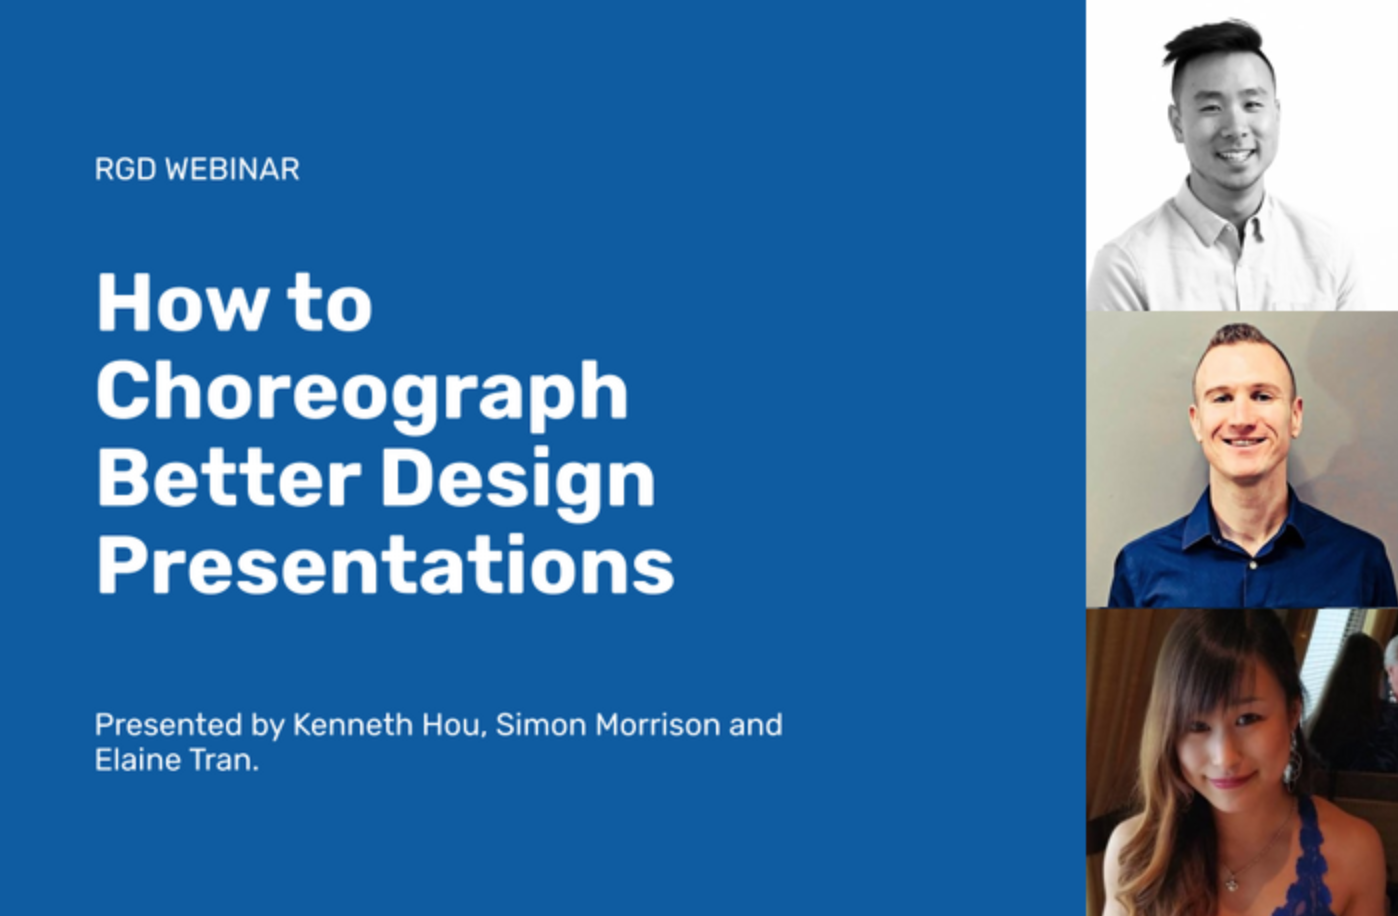 RGD WEBINAR
How to
Choreograph
Better Design
Presentations
Presented by Kenneth Hou, Simon Morrison and
Elaine Tran.